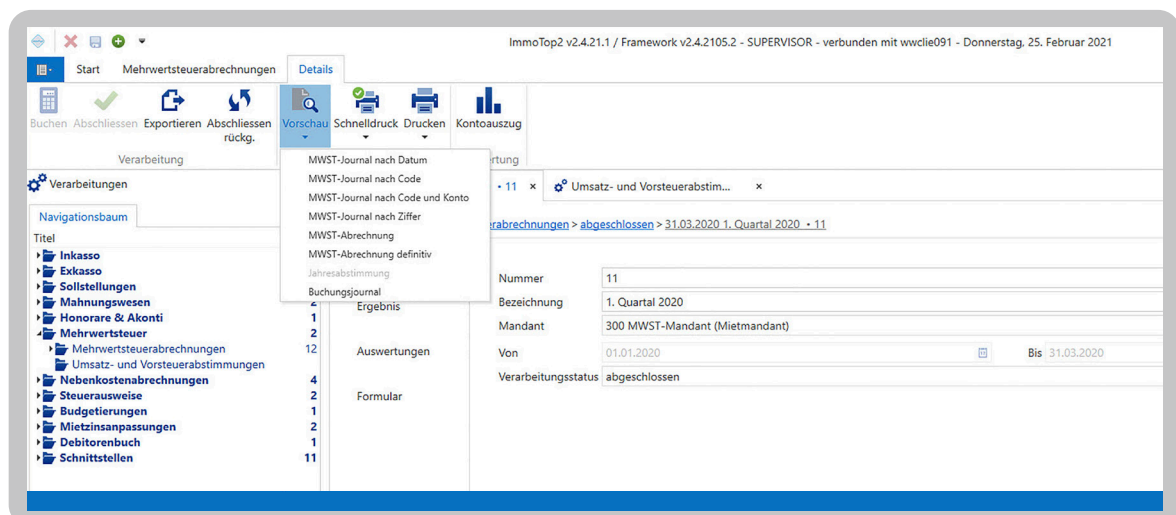 ImmoTop2 v2.4.21.1 / Framework v2.4.2105.2 - SUPERVISOR - verbunden mit wwclie091 - Donnerstag, 25. Februar 2021
Start Mehrwertsteuerabrechnungen Details
Buchen Abschliessen Exportieren Abschliessen rückg. Vorschau Schnelldruck Drucken Kontoauszug
Verarbeitung
MWST-Journal nach Datum
MWST-Journal nach Code
MWST-Journal nach Code und Konto
MWST-Journal nach Ziffer
MWST-Abrechnung
MWST-Abrechnung definitiv
Jahresabstimmung
Buchungsjournal
rtung
Verarbeitungen
• 11 × Umsatz- und Vorsteuerabstim... ×
Navigationsbaum
erabrechnungen > abgeschlossen > 31.03.2020 1. Quartal 2020 • 11
Titel
Inkasso
Exkasso
Sollstellungen
Mahnungswesen 2
Honorare & Akonti 1
Mehrwertsteuer 2
Mehrwertsteuerabrechnungen 12
Umsatz- und Vorsteuerabstimmungen
Nebenkostenabrechnungen 4
Steuerausweise 2
Budgetierungen 1
Mietzinsanpassungen 2
Debitorenbuch 1
Schnittstellen 11
Ergebnis
Auswertungen
Formular
Nummer 11
Bezeichnung 1. Quartal 2020
Mandant 300 MWST-Mandant (Mietmandant)
Von 01.01.2020 Bis 31.03.2020
Verarbeitungsstatus abgeschlossen